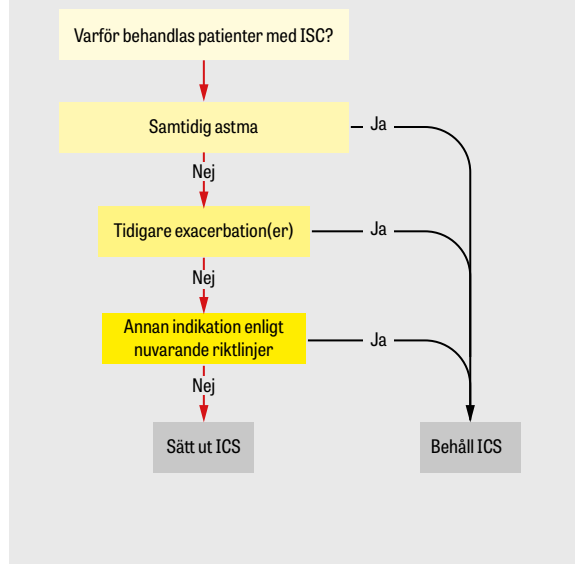 Varför behandlas patienter med ISC?
Samtidig astma
Ja
Nej
Tidigare exacerbation(er)
Ja
Nej
Annan indikation enligt
nuvarande riktlinjer
Ja
Nej
Sätt ut ICS
Behåll ICS